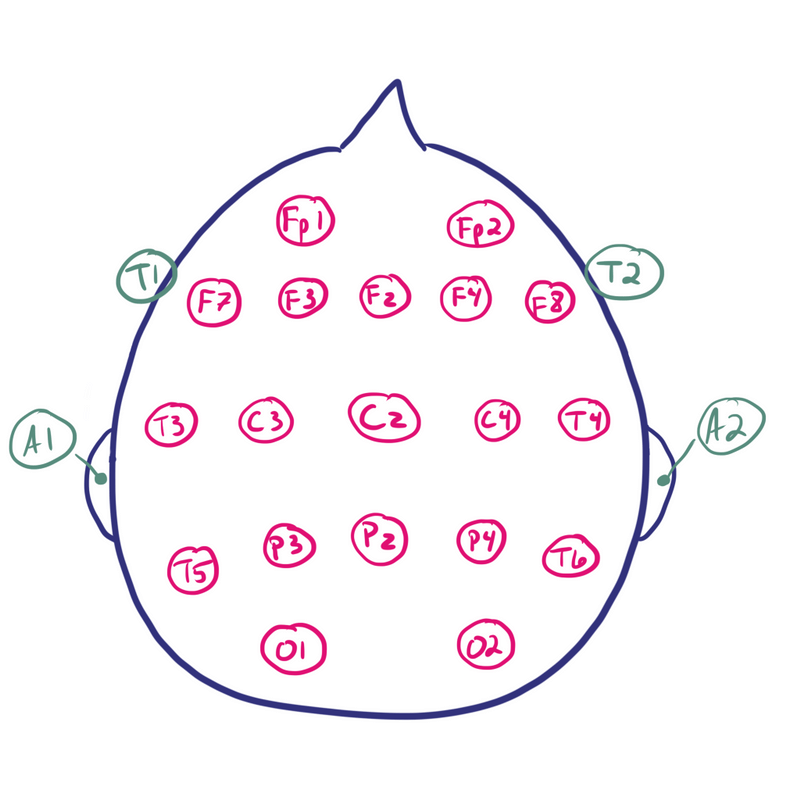 Fp1 Fp2
T1 T2
F7 F3 Fz F4 F8
T3 C3 Cz C4 T4
A1 A2
T5 P3 Pz P4 T6
O1 O2